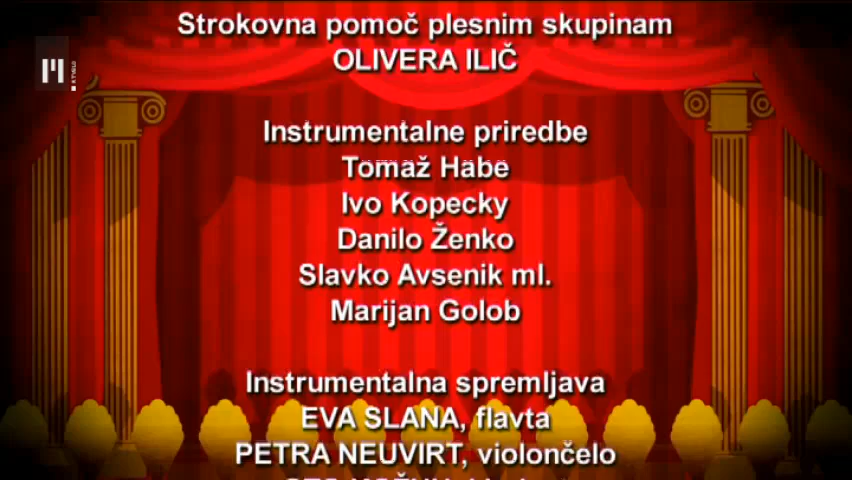 Strokovna pomoč plesnim skupinam
OLIVERA ILIČ
Instrumentalne priredbe
Tomaž Habe
Ivo Kopecky
Danilo Ženko
Slavko Avsenik ml.
Marijan Golob
Instrumentalna spremljava
EVA SLANA, flavta
PETRA NEUVIRT, violončelo